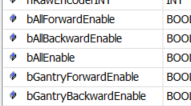 nRawEncoderINT INT
bAllForwardEnable BOOL
bAllBackwardEnable BOOL
bAllEnable BOOL
bGantryForwardEnable BOOL
bGantryBackwardEnable BOOL